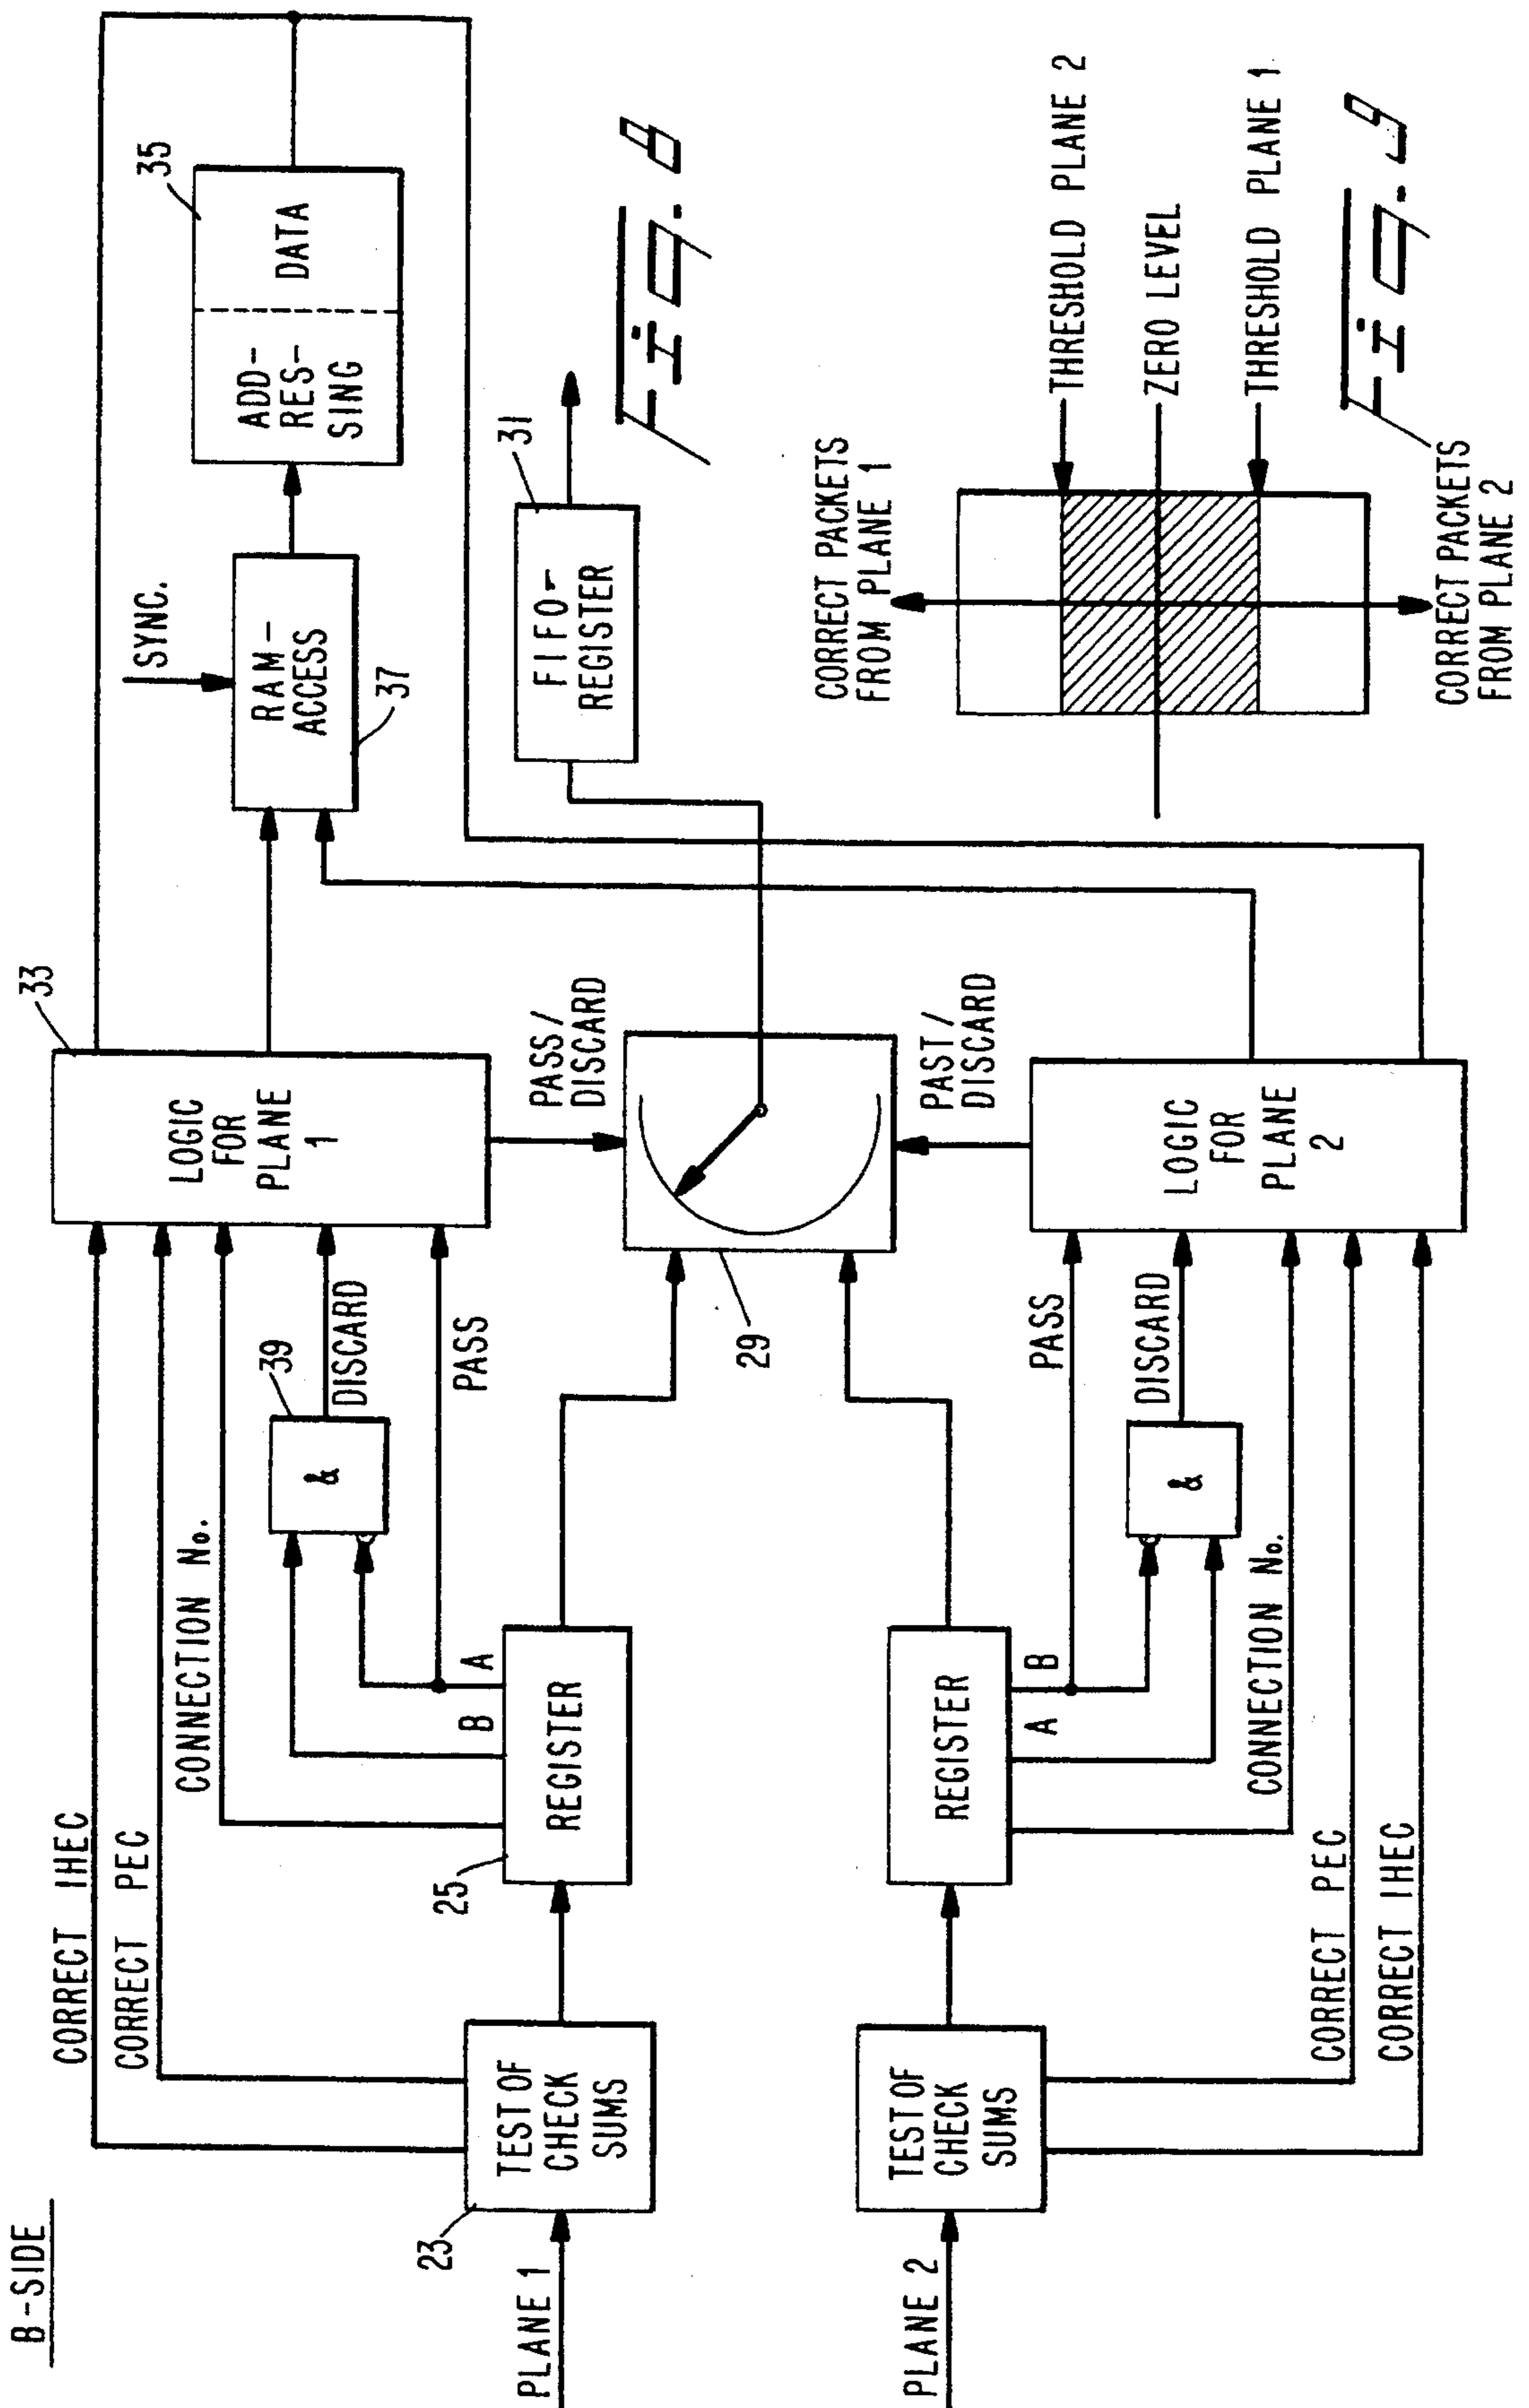 B-SIDE
CORRECT IHEC
CORRECT PEC
CONNECTION No.
33
LOGIC
FOR
PLANE
1
SYNC.
RAM-
ACCESS
37
35
ADD-
RES-
SING
DATA
39
&
DISCARD
PASS
B
A
23
TEST OF
CHECK
SUMS
PLANE 1
25
REGISTER
PASS/
DISCARD
29
31
FIFO-
REGISTER
Fig. 8
PAST/
DISCARD
PLANE 2
TEST OF
CHECK
SUMS
REGISTER
A
B
PASS
&
DISCARD
CONNECTION No.
CORRECT PEC
CORRECT IHEC
LOGIC
FOR
PLANE
2
CORRECT PACKETS
FROM PLANE 1
THRESHOLD PLANE 2
ZERO LEVEL
THRESHOLD PLANE 1
CORRECT PACKETS
FROM PLANE 2
Fig. 9